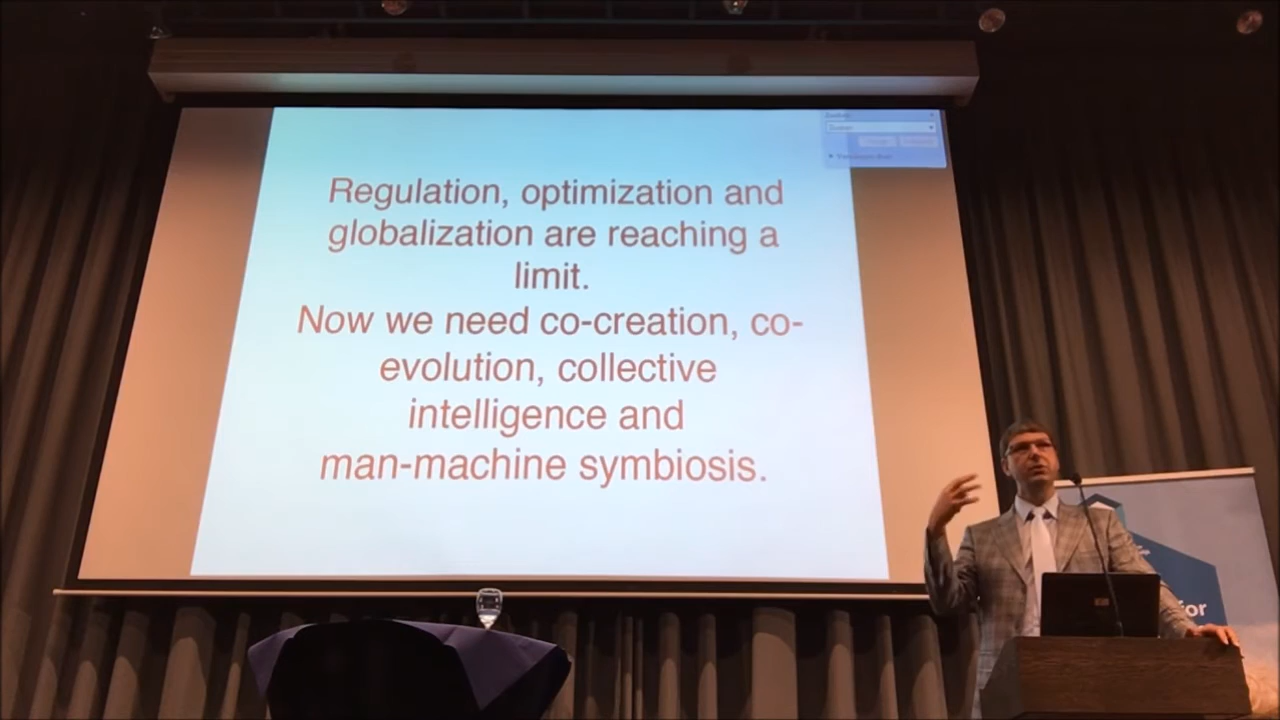 Regulation, optimization and
globalization are reaching a
limit.
Now we need co-creation, co-
evolution, collective
intelligence and
man-machine symbiosis.
for